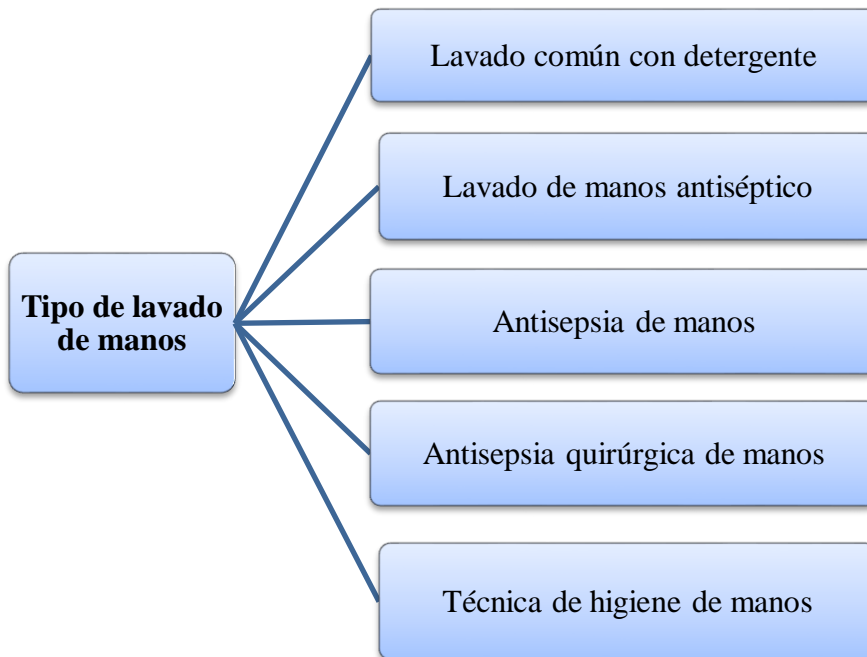 Lavado común con detergente
Lavado de manos antiséptico
Tipo de lavado
de manos
Antisepsia de manos
Antisepsia quirúrgica de manos
Técnica de higiene de manos